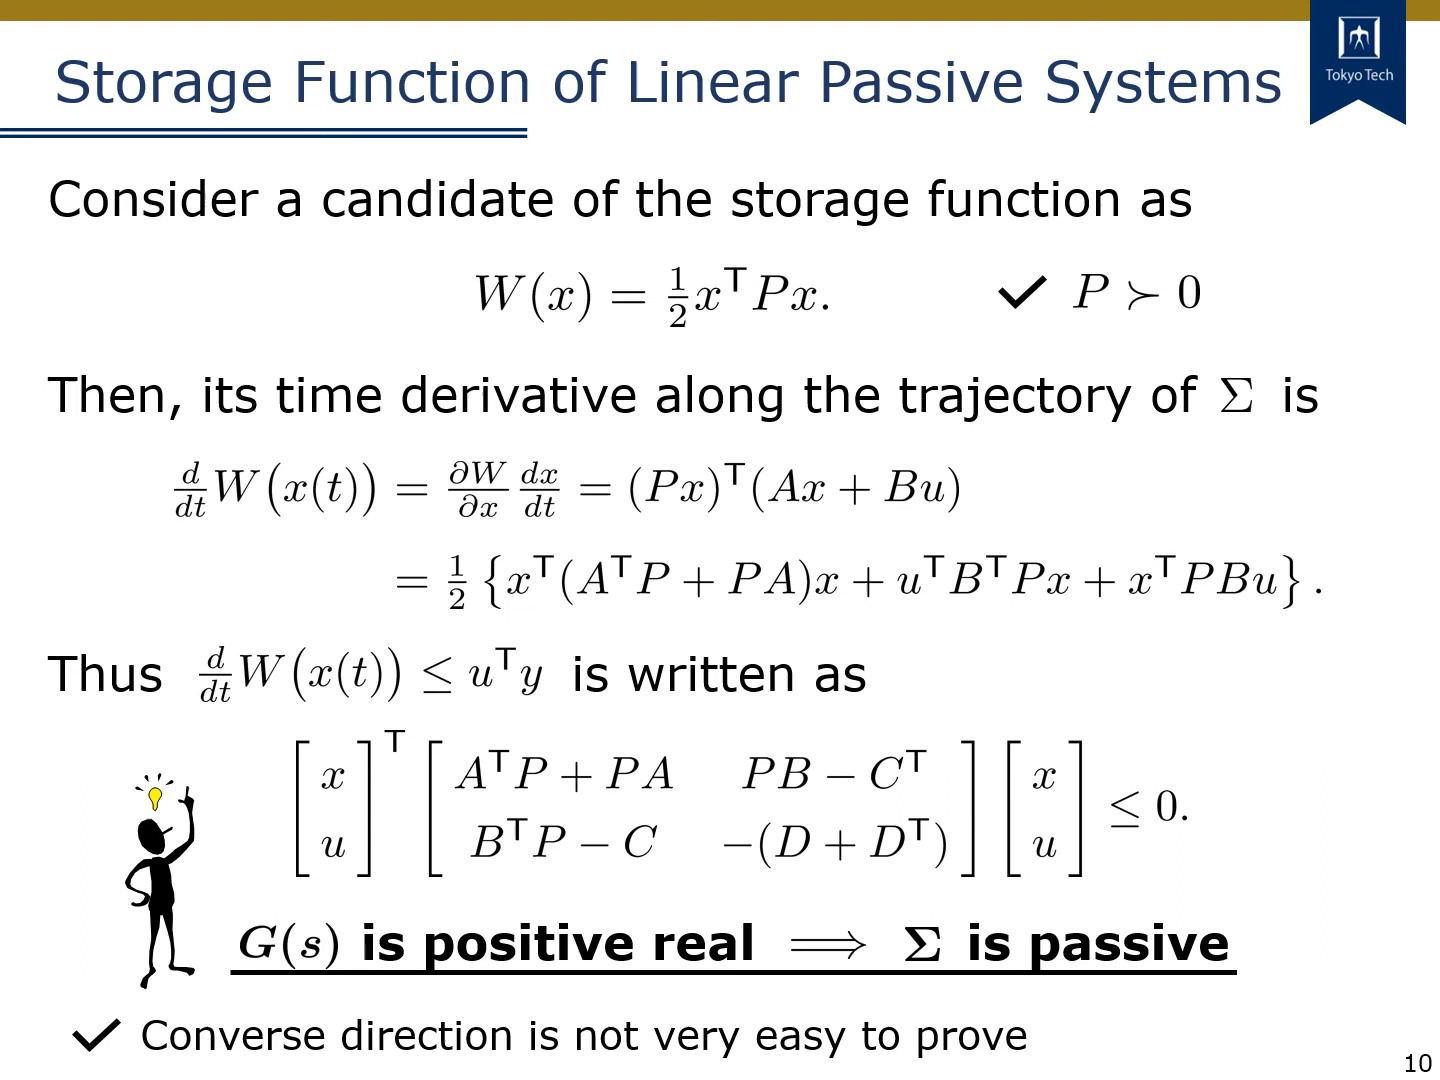 Tokyo Tech
Storage Function of Linear Passive Systems
Consider a candidate of the storage function as
W(x) = ½xᵀPx. ✓ P ≻ 0
Then, its time derivative along the trajectory of Σ is
d/dt W(x(t)) = ∂W/∂x dx/dt = (Px)ᵀ(Ax + Bu)
= ½ {xᵀ(AᵀP + PA)x + uᵀBᵀPx + xᵀPBu}.
Thus d/dt W(x(t)) ≤ uᵀy is written as
[x; u]ᵀ [AᵀP + PA, PB − Cᵀ; BᵀP − C, −(D + Dᵀ)] [x; u] ≤ 0.
G(s) is positive real ⟹ Σ is passive
✓ Converse direction is not very easy to prove
10